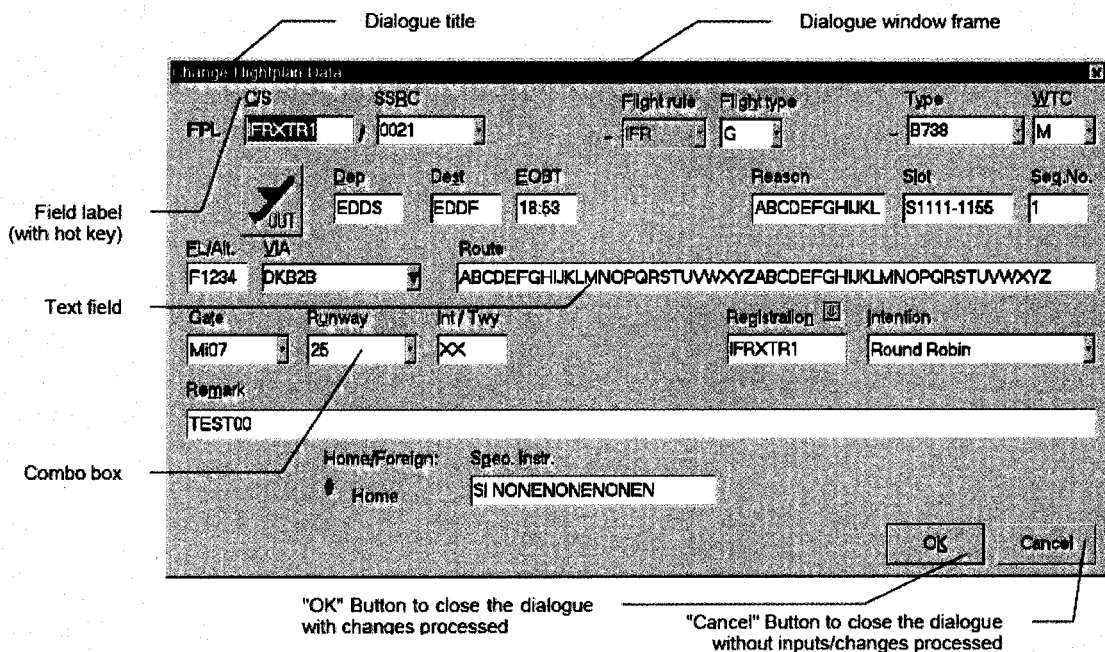 Dialogue title
Dialogue window frame
Change Flightplan Data
C/S SSRC Flight rule Flight type Type WTC
FPL IFRXTR1 / 0021 - IFR G - B738 M
OUT
Dep Dest EOBT Reason Slot Seg.No.
EDDS EDDF 18:53 ABCDEFGHIJKL S1111-1155 1
Field label
(with hot key)
FL/Alt. VIA Route
F1234 DKB2B ABCDEFGHIJKLMNOPQRSTUVWXYZABCDEFGHIJKLMNOPQRSTUVWXYZ
Text field
Gate Runway Int / Twy Registration Intention
Mi07 25 XX IFRXTR1 Round Robin
Remark
TEST00
Combo box
Home/Foreign: Spec. Instr.
Home SI NONENONENONEN
OK Cancel
"OK" Button to close the dialogue
with changes processed
"Cancel" Button to close the dialogue
without inputs/changes processed